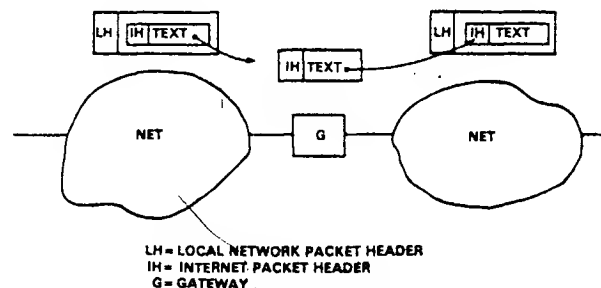 LH IH TEXT
IH TEXT
LH IH TEXT
NET
G
NET
LH = LOCAL NETWORK PACKET HEADER
IH = INTERNET PACKET HEADER
G = GATEWAY